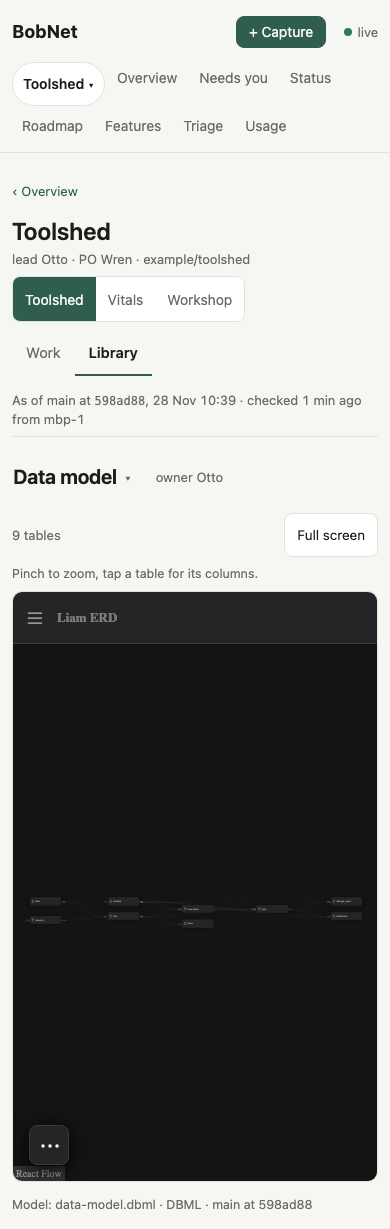 BobNet
+ Capture
live
Toolshed ▾
Overview
Needs you
Status
Roadmap
Features
Triage
Usage
‹ Overview
Toolshed
lead Otto · PO Wren · example/toolshed
Toolshed
Vitals
Workshop
Work
Library
As of main at 598ad88, 28 Nov 10:39 · checked 1 min ago
from mbp-1
Data model ▾
owner Otto
9 tables
Full screen
Pinch to zoom, tap a table for its columns.
Liam ERD
React Flow
Model: data-model.dbml · DBML · main at 598ad88